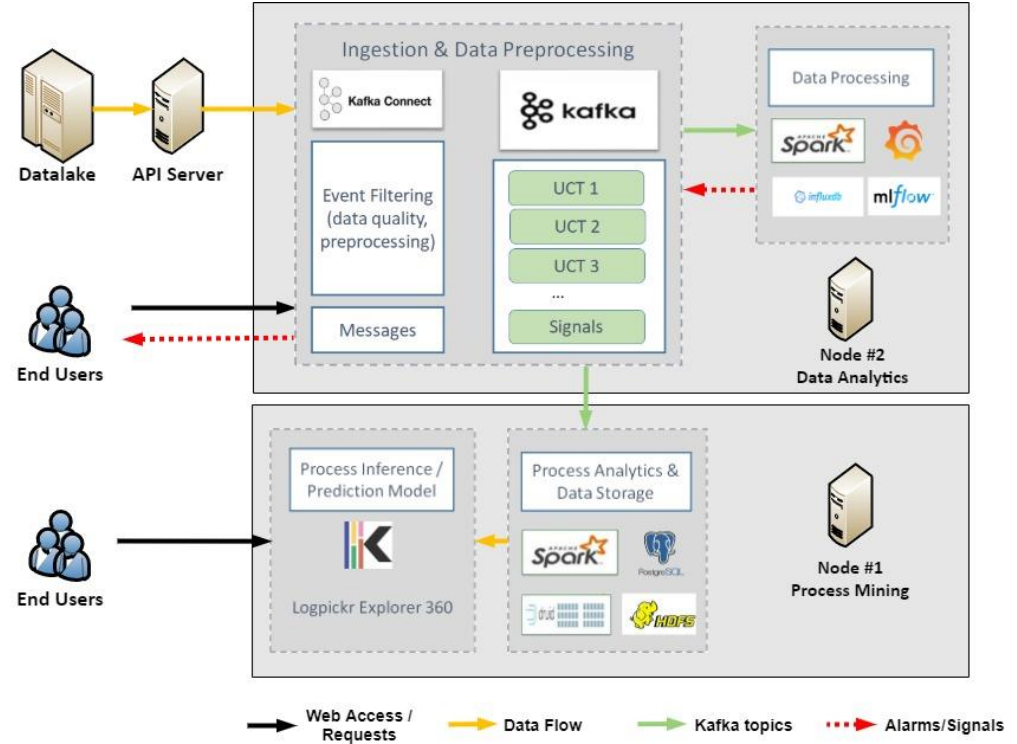 Ingestion & Data Preprocessing
Kafka Connect
kafka
Data Processing
APACHE
Spark
influxdb
mlflow
Datalake
API Server
Event Filtering
(data quality,
preprocessing)
UCT 1
UCT 2
UCT 3
...
Signals
Messages
End Users
Node #2
Data Analytics
Process Inference /
Prediction Model
Logpickr Explorer 360
Process Analytics &
Data Storage
APACHE
Spark
PostgreSQL
druid
HDFS
End Users
Node #1
Process Mining
Web Access /
Requests
Data Flow
Kafka topics
Alarms/Signals